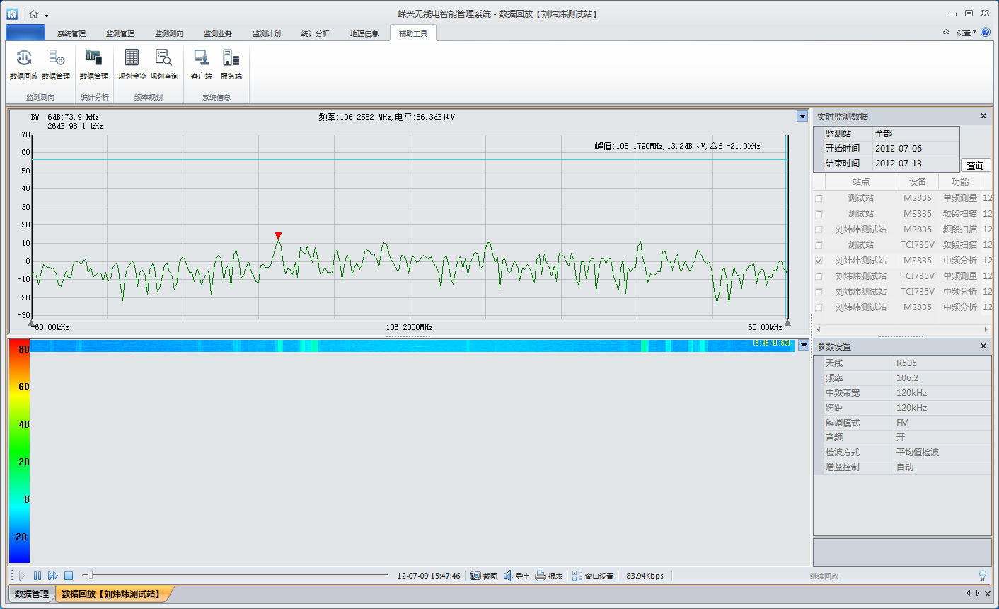 嵘兴无线电智能管理系统 - 数据回放【刘炜炜测试站】
系统管理 监测管理 监测测向 监测业务 监测计划 统计分析 地理信息 辅助工具 设置
数据回放 数据管理 数据管理 规划全览 规划查询 客户端 服务端
监测测向 统计分析 频率规划 系统信息
BW 6dB:73.9 kHz
26dB:98.1 kHz
频率:106.2552 MHz,电平:56.3dBμV
峰值:106.1790MHz,13.2dBμV,△f:-21.0kHz
70
60
50
40
30
20
10
0
-10
-20
-30
-60.00kHz 106.2000MHz 60.00kHz
15:46:41:691
80
60
40
20
0
-20
实时监测数据
监测站 全部
开始时间 2012-07-06
结束时间 2012-07-13
查询
站点 设备 功能
测试站 MS835 单频测量 12
测试站 MS835 频段扫描 12
刘炜炜测试站 MS835 频段扫描 12
测试站 TCI735V 频段扫描 12
刘炜炜测试站 MS835 中频分析 12
刘炜炜测试站 TCI735V 单频测量 12
刘炜炜测试站 TCI735V 中频分析 12
刘炜炜测试站 MS835 中频分析 12
参数设置
天线 R505
频率 106.2
中频带宽 120kHz
跨距 120kHz
解调模式 FM
音频 开
检波方式 平均值检波
增益控制 自动
12-07-09 15:47:46 截图 导出 报表 窗口设置 83.94Kbps 继续回放
数据管理 数据回放【刘炜炜测试站】